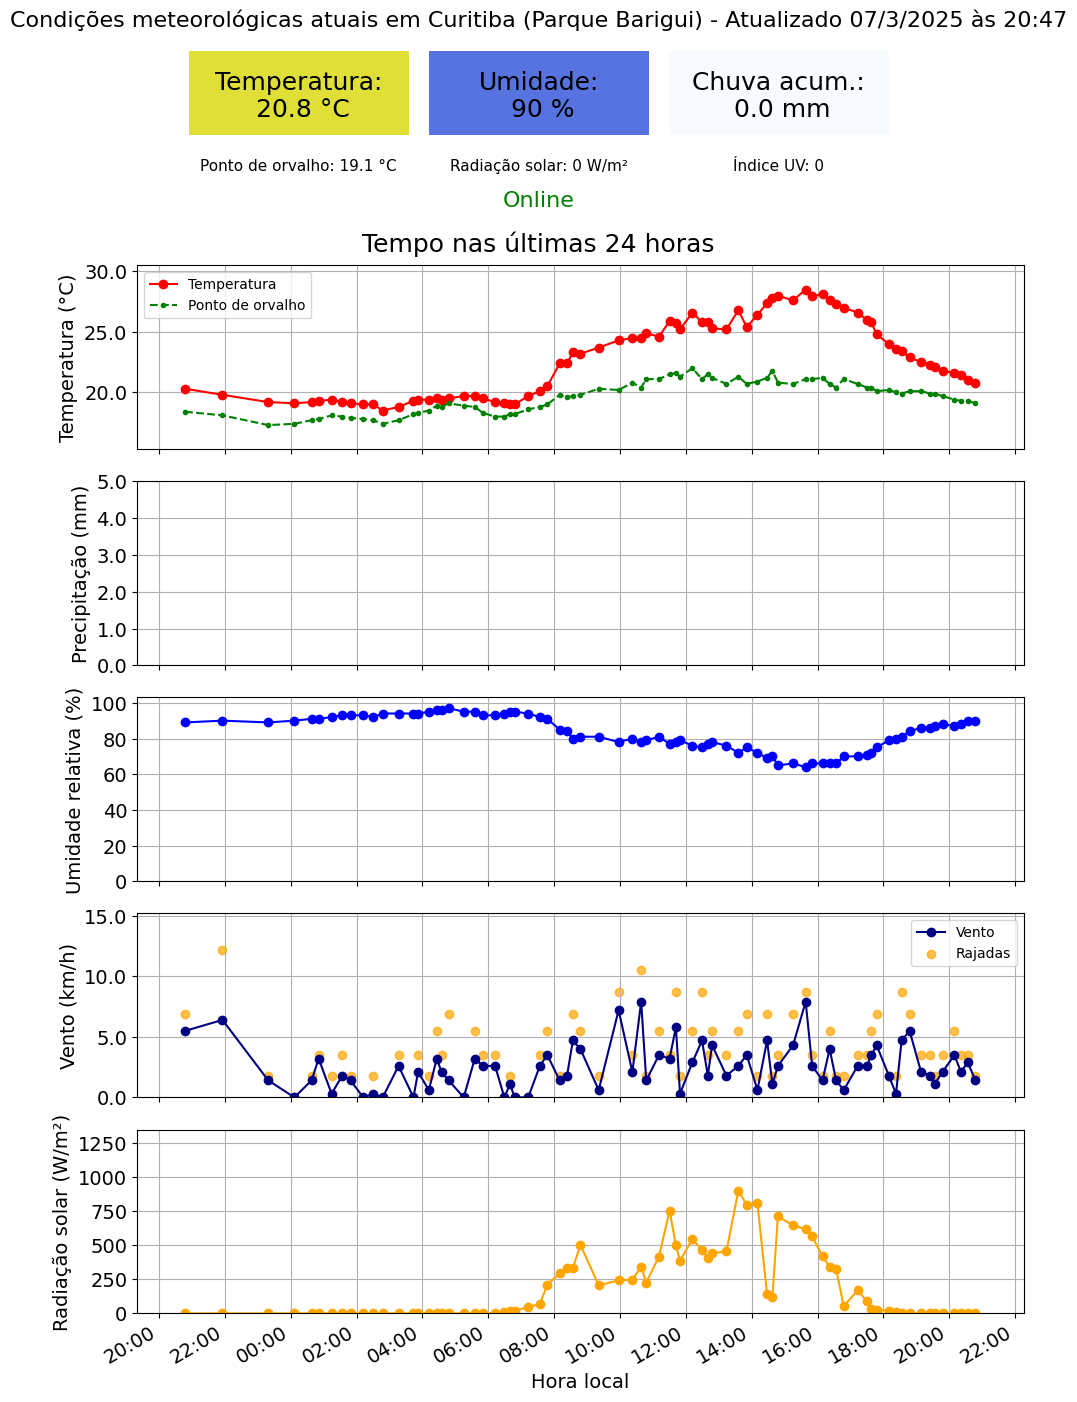 Condições meteorológicas atuais em Curitiba (Parque Barigui) - Atualizado 07/3/2025 às 20:47
Temperatura:
20.8 °C
Umidade:
90 %
Chuva acum.:
0.0 mm
Ponto de orvalho: 19.1 °C
Radiação solar: 0 W/m²
Índice UV: 0
Online
Tempo nas últimas 24 horas
Temperatura (°C)
30.0
25.0
20.0
Temperatura
Ponto de orvalho
Precipitação (mm)
5.0
4.0
3.0
2.0
1.0
0.0
Umidade relativa (%)
100
80
60
40
20
0
Vento (km/h)
15.0
10.0
5.0
0.0
Vento
Rajadas
Radiação solar (W/m²)
1250
1000
750
500
250
0
20:00 22:00 00:00 02:00 04:00 06:00 08:00 10:00 12:00 14:00 16:00 18:00 20:00 22:00
Hora local